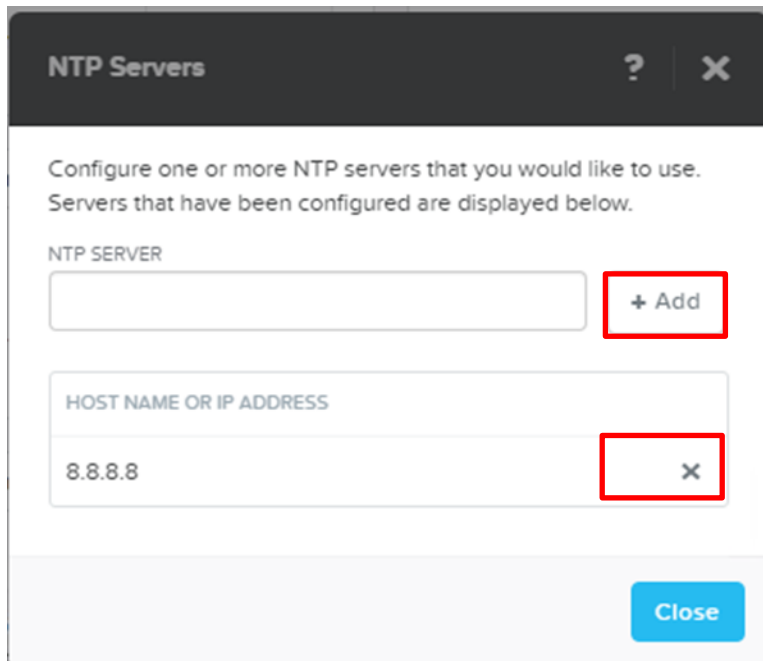 NTP Servers ? ×
Configure one or more NTP servers that you would like to use.
Servers that have been configured are displayed below.
NTP SERVER
+ Add
HOST NAME OR IP ADDRESS
8.8.8.8 ×
Close